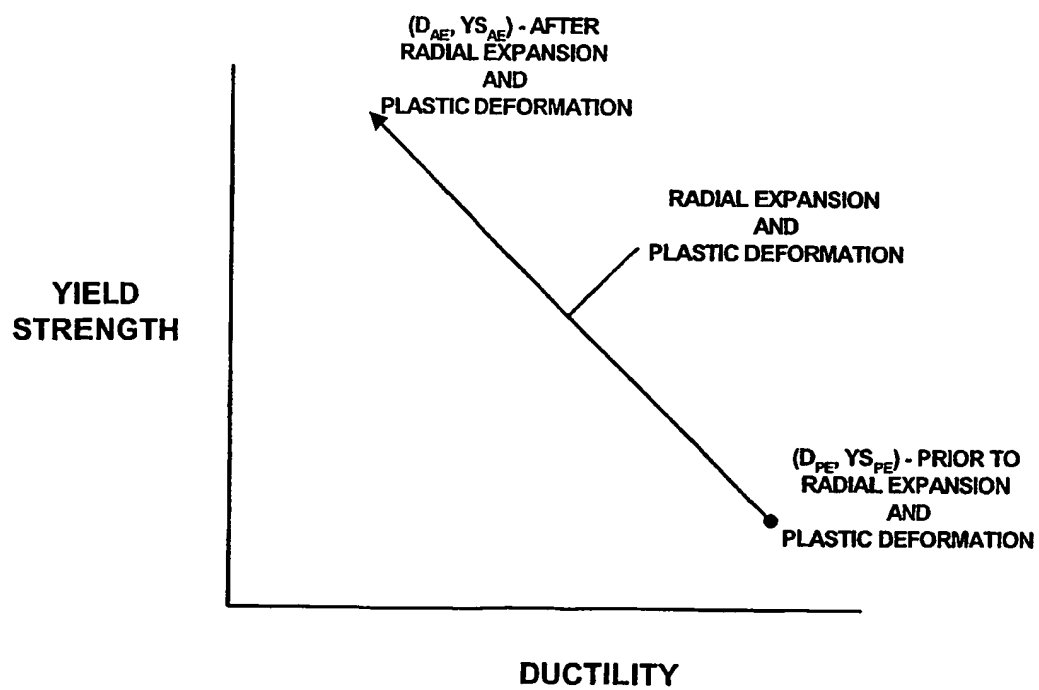 (D_AE, YS_AE) - AFTER
RADIAL EXPANSION
AND
PLASTIC DEFORMATION
RADIAL EXPANSION
AND
PLASTIC DEFORMATION
YIELD
STRENGTH
(D_PE, YS_PE) - PRIOR TO
RADIAL EXPANSION
AND
PLASTIC DEFORMATION
DUCTILITY